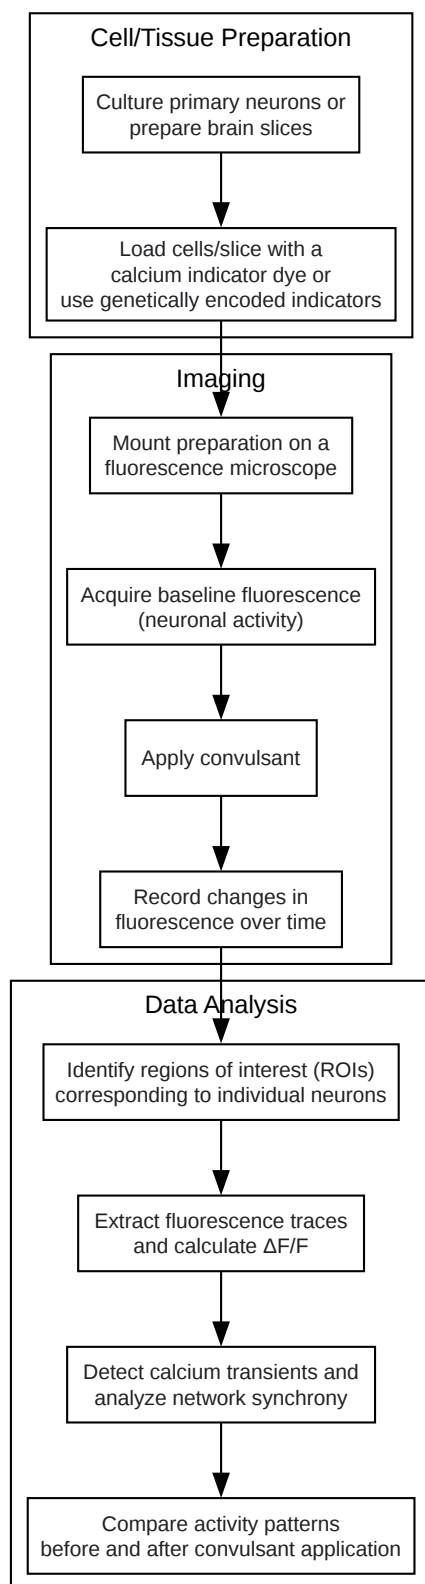 Cell/Tissue Preparation
Culture primary neurons or
prepare brain slices
Load cells/slice with a
calcium indicator dye or
use genetically encoded indicators
Imaging
Mount preparation on a
fluorescence microscope
Acquire baseline fluorescence
(neuronal activity)
Apply convulsant
Record changes in
fluorescence over time
Data Analysis
Identify regions of interest (ROIs)
corresponding to individual neurons
Extract fluorescence traces
and calculate ΔF/F
Detect calcium transients and
analyze network synchrony
Compare activity patterns
before and after convulsant application